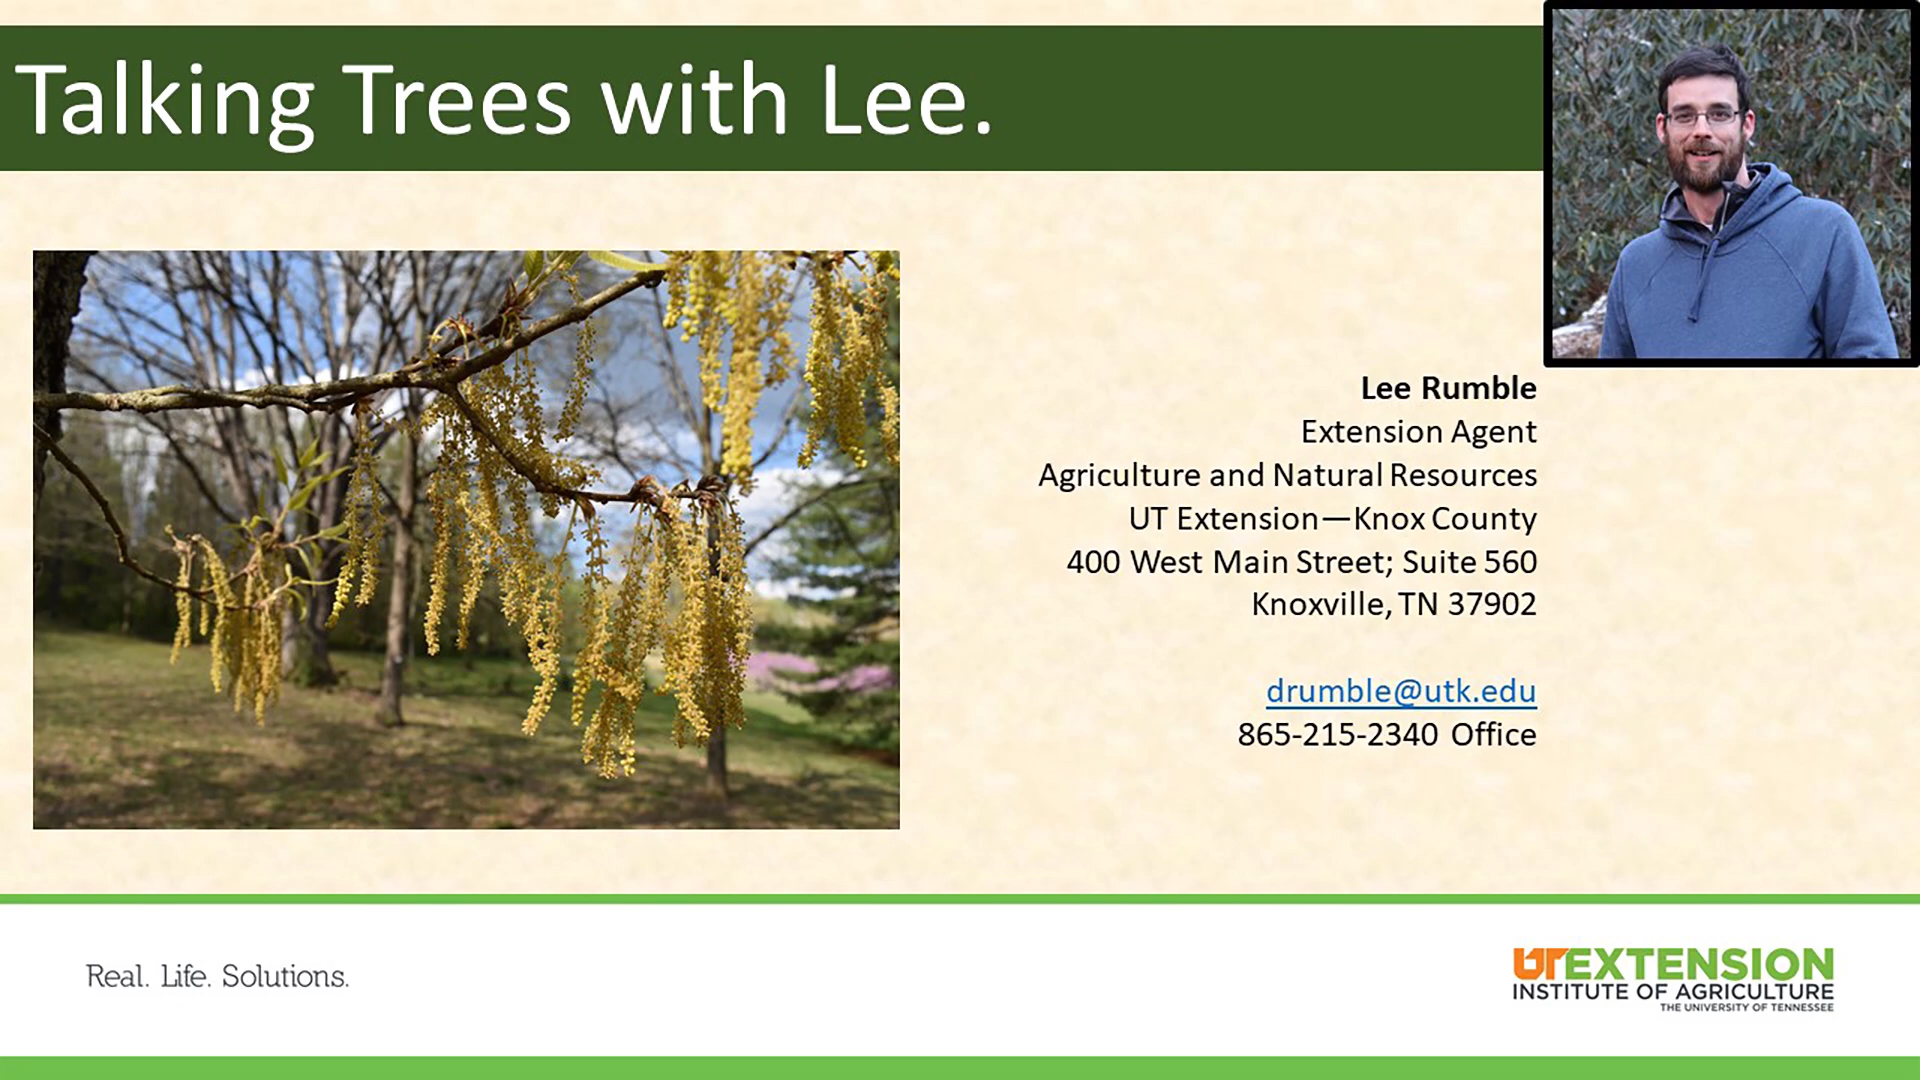 Talking Trees with Lee.
Lee Rumble
Extension Agent
Agriculture and Natural Resources
UT Extension—Knox County
400 West Main Street; Suite 560
Knoxville, TN 37902
drumble@utk.edu
865-215-2340 Office
Real. Life. Solutions.
UTEXTENSION
INSTITUTE OF AGRICULTURE
THE UNIVERSITY OF TENNESSEE